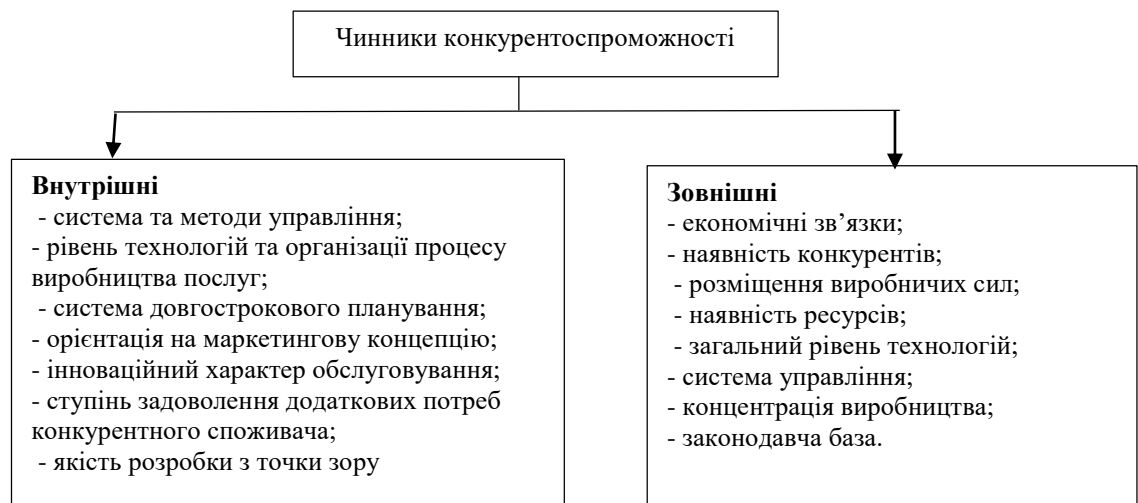 Чинники конкурентоспроможності
Внутрішні
- система та методи управління;
- рівень технологій та організації процесу
виробництва послуг;
- система довгострокового планування;
- орієнтація на маркетингову концепцію;
- інноваційний характер обслуговування;
- ступінь задоволення додаткових потреб
конкурентного споживача;
- якість розробки з точки зору
Зовнішні
- економічні зв’язки;
- наявність конкурентів;
- розміщення виробничих сил;
- наявність ресурсів;
- загальний рівень технологій;
- система управління;
- концентрація виробництва;
- законодавча база.